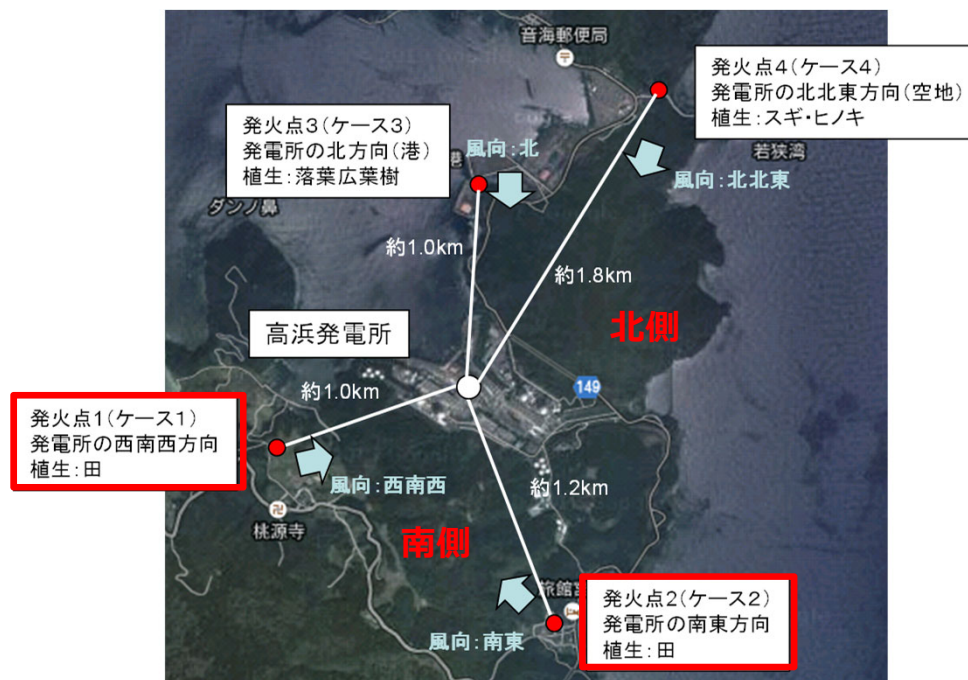 音海郵便局
発火点4(ケース4)
発電所の北北東方向(空地)
植生:スギ・ヒノキ
発火点3(ケース3)
発電所の北方向(港)
植生:落葉広葉樹
風向:北
港
若狭湾
風向:北北東
ダンノ鼻
約1.0km
約1.8km
北側
高浜発電所
149
約1.0km
発火点1(ケース1)
発電所の西南西方向
植生:田
風向:西南西
約1.2km
卍
桃源寺
南側
旅館
発火点2(ケース2)
発電所の南東方向
植生:田
風向:南東